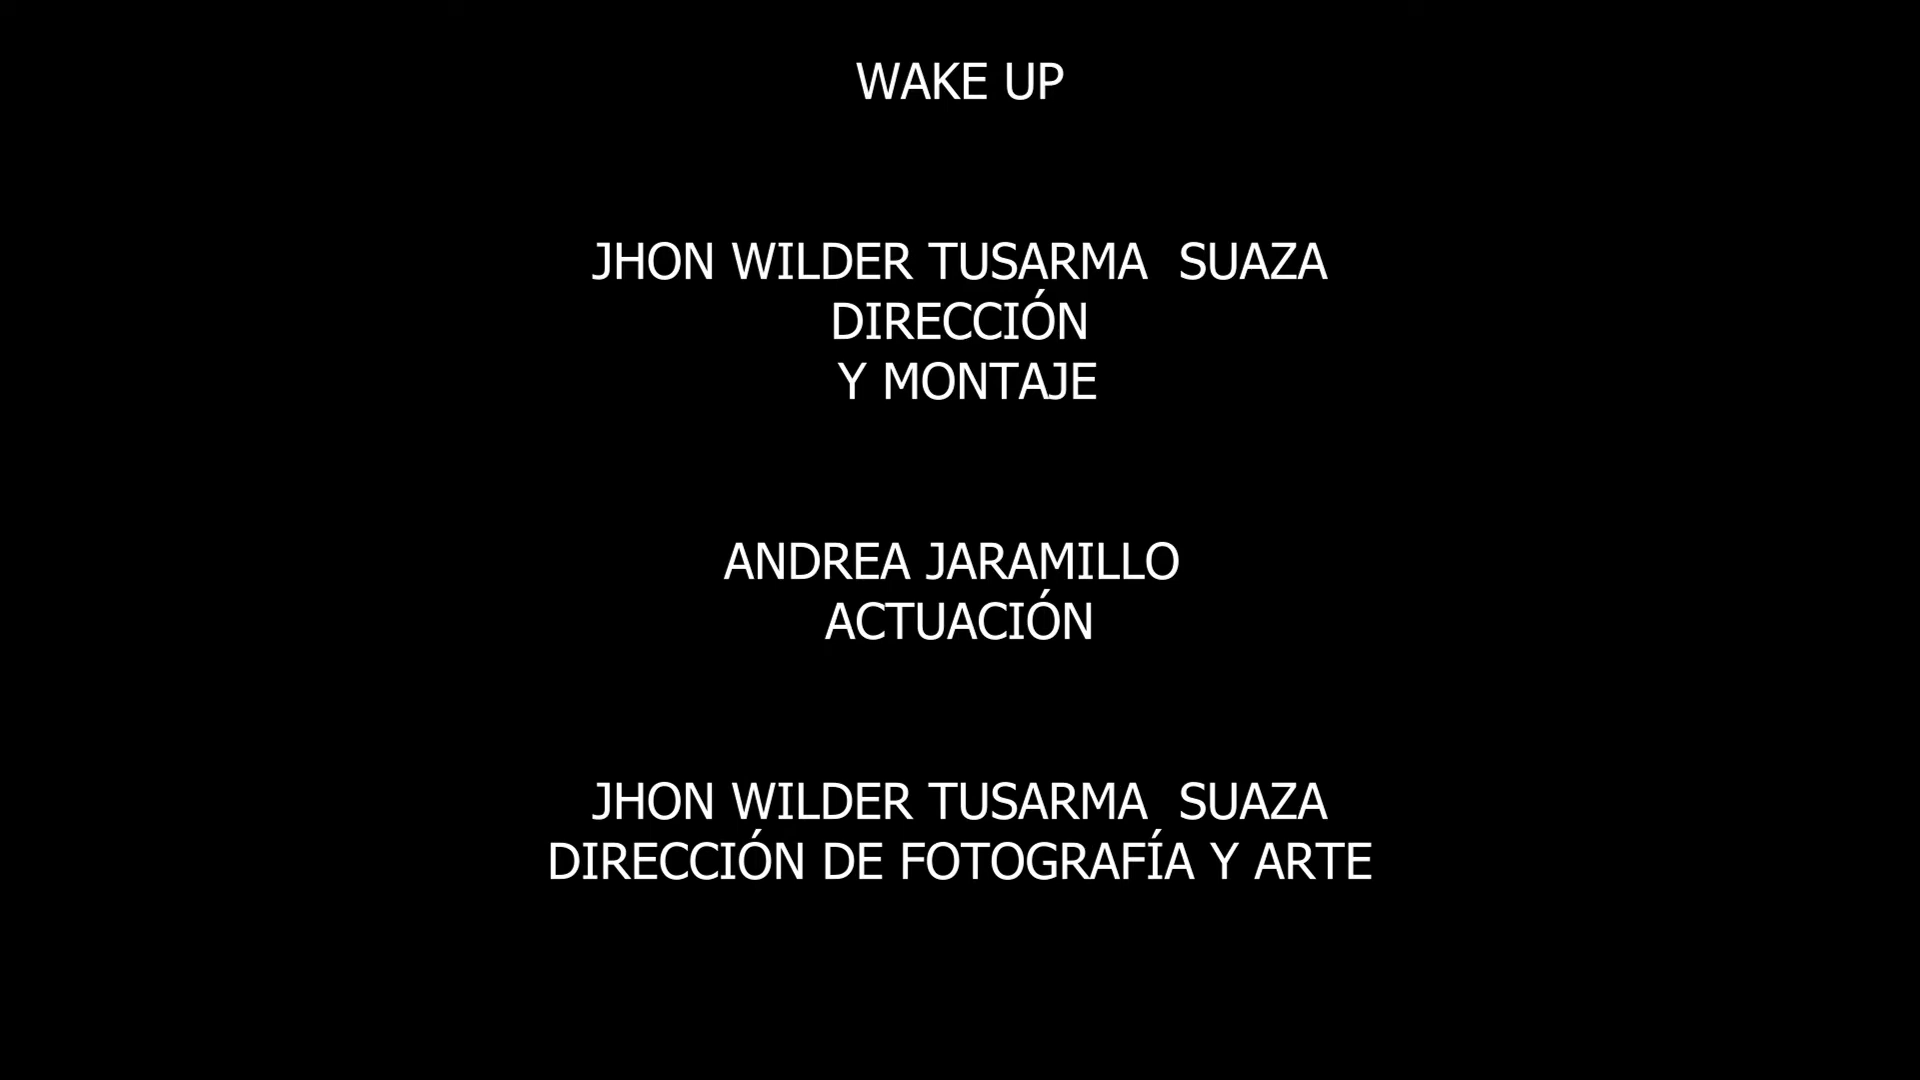 WAKE UP
JHON WILDER TUSARMA  SUAZA
DIRECCIÓN
Y MONTAJE
ANDREA JARAMILLO
ACTUACIÓN
JHON WILDER TUSARMA  SUAZA
DIRECCIÓN DE FOTOGRAFÍA Y ARTE